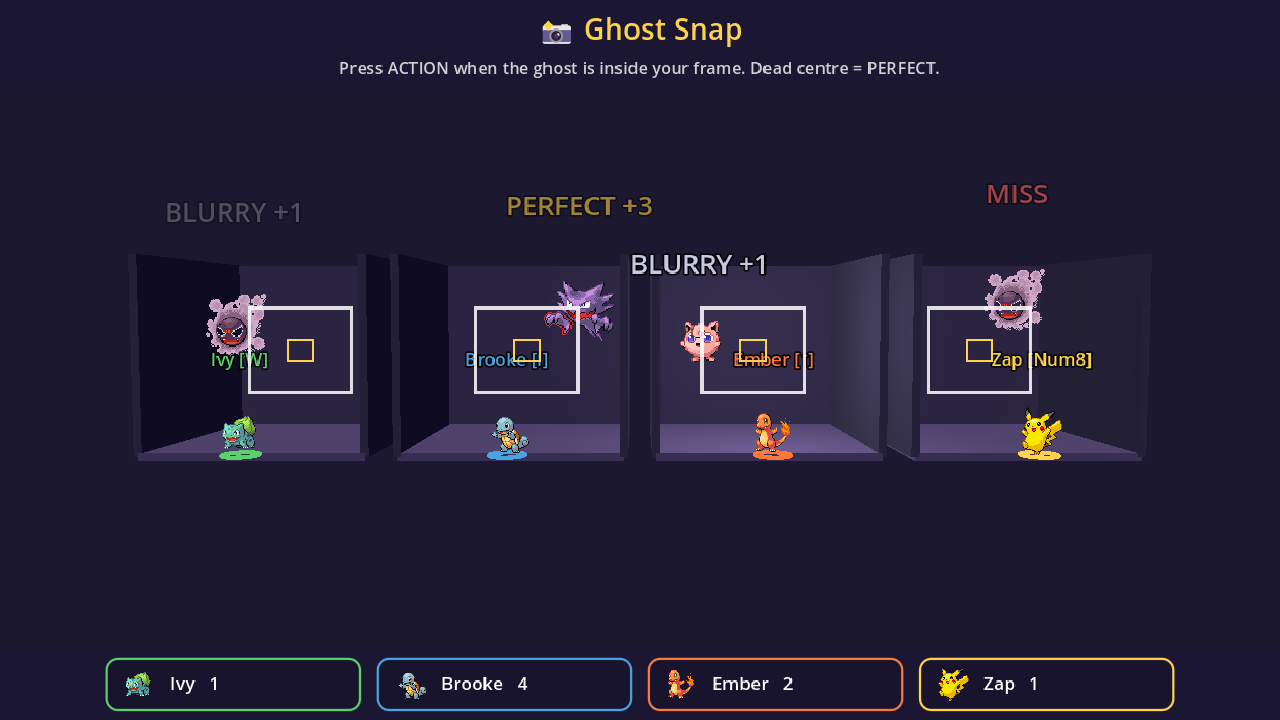 Ghost Snap
Press ACTION when the ghost is inside your frame. Dead centre = PERFECT.
BLURRY +1
PERFECT +3
MISS
BLURRY +1
Ivy [W]
Brooke
Ember
Zap [Num8]
Ivy 1
Brooke 4
Ember 2
Zap 1